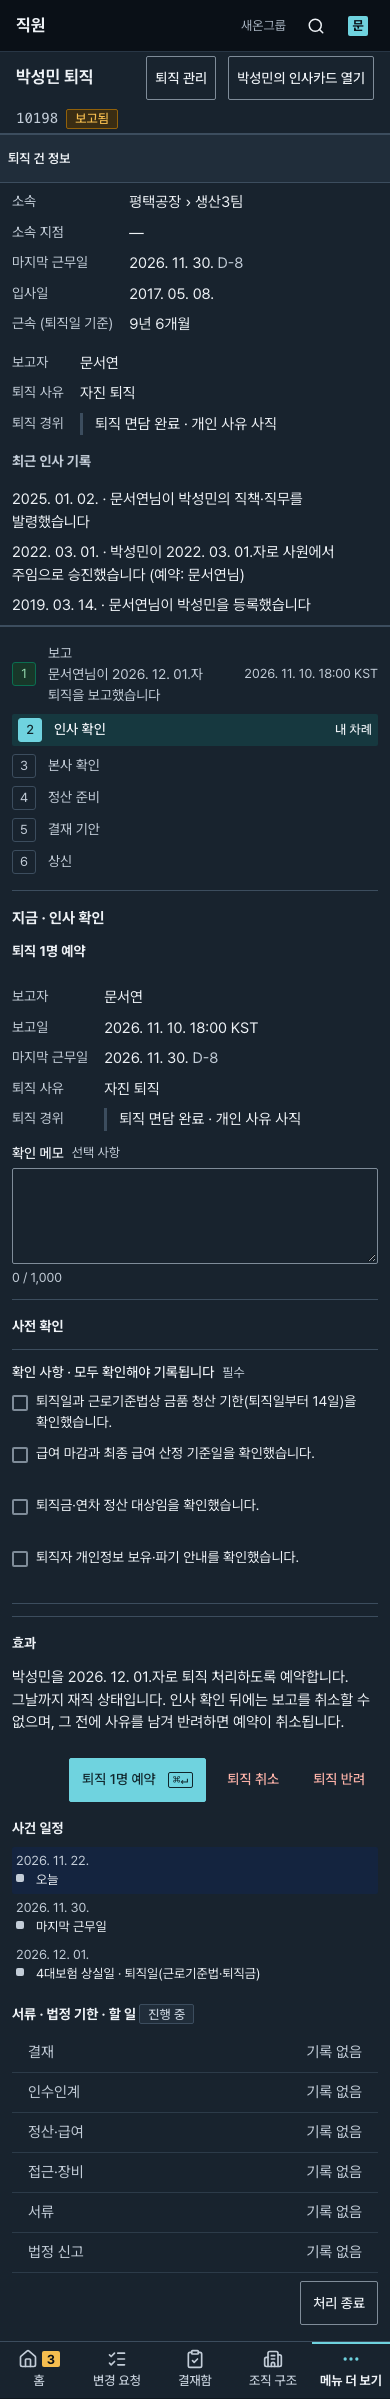 직원
새온그룹
문
박성민 퇴직
퇴직 관리
박성민의 인사카드 열기
10198 보고됨
퇴직 건 정보
소속 평택공장 › 생산3팀
소속 지점 —
마지막 근무일 2026. 11. 30. D-8
입사일 2017. 05. 08.
근속 (퇴직일 기준) 9년 6개월
보고자 문서연
퇴직 사유 자진 퇴직
퇴직 경위 퇴직 면담 완료 · 개인 사유 사직
최근 인사 기록
2025. 01. 02. · 문서연님이 박성민의 직책·직무를
발령했습니다
2022. 03. 01. · 박성민이 2022. 03. 01.자로 사원에서
주임으로 승진했습니다 (예약: 문서연님)
2019. 03. 14. · 문서연님이 박성민을 등록했습니다
보고
1 문서연님이 2026. 12. 01.자 2026. 11. 10. 18:00 KST
퇴직을 보고했습니다
2 인사 확인 내 차례
3 본사 확인
4 정산 준비
5 결재 기안
6 상신
지금 · 인사 확인
퇴직 1명 예약
보고자 문서연
보고일 2026. 11. 10. 18:00 KST
마지막 근무일 2026. 11. 30. D-8
퇴직 사유 자진 퇴직
퇴직 경위 퇴직 면담 완료 · 개인 사유 사직
확인 메모 선택 사항
0 / 1,000
사전 확인
확인 사항 · 모두 확인해야 기록됩니다 필수
퇴직일과 근로기준법상 금품 청산 기한(퇴직일부터 14일)을
확인했습니다.
급여 마감과 최종 급여 산정 기준일을 확인했습니다.
퇴직금·연차 정산 대상임을 확인했습니다.
퇴직자 개인정보 보유·파기 안내를 확인했습니다.
효과
박성민을 2026. 12. 01.자로 퇴직 처리하도록 예약합니다.
그날까지 재직 상태입니다. 인사 확인 뒤에는 보고를 취소할 수
없으며, 그 전에 사유를 남겨 반려하면 예약이 취소됩니다.
퇴직 1명 예약 ⌘↵ 퇴직 취소 퇴직 반려
사건 일정
2026. 11. 22.
오늘
2026. 11. 30.
마지막 근무일
2026. 12. 01.
4대보험 상실일 · 퇴직일(근로기준법·퇴직금)
서류 · 법정 기한 · 할 일 진행 중
결재 기록 없음
인수인계 기록 없음
정산·급여 기록 없음
접근·장비 기록 없음
서류 기록 없음
법정 신고 기록 없음
처리 종료
3
홈 변경 요청 결재함 조직 구조 메뉴 더 보기